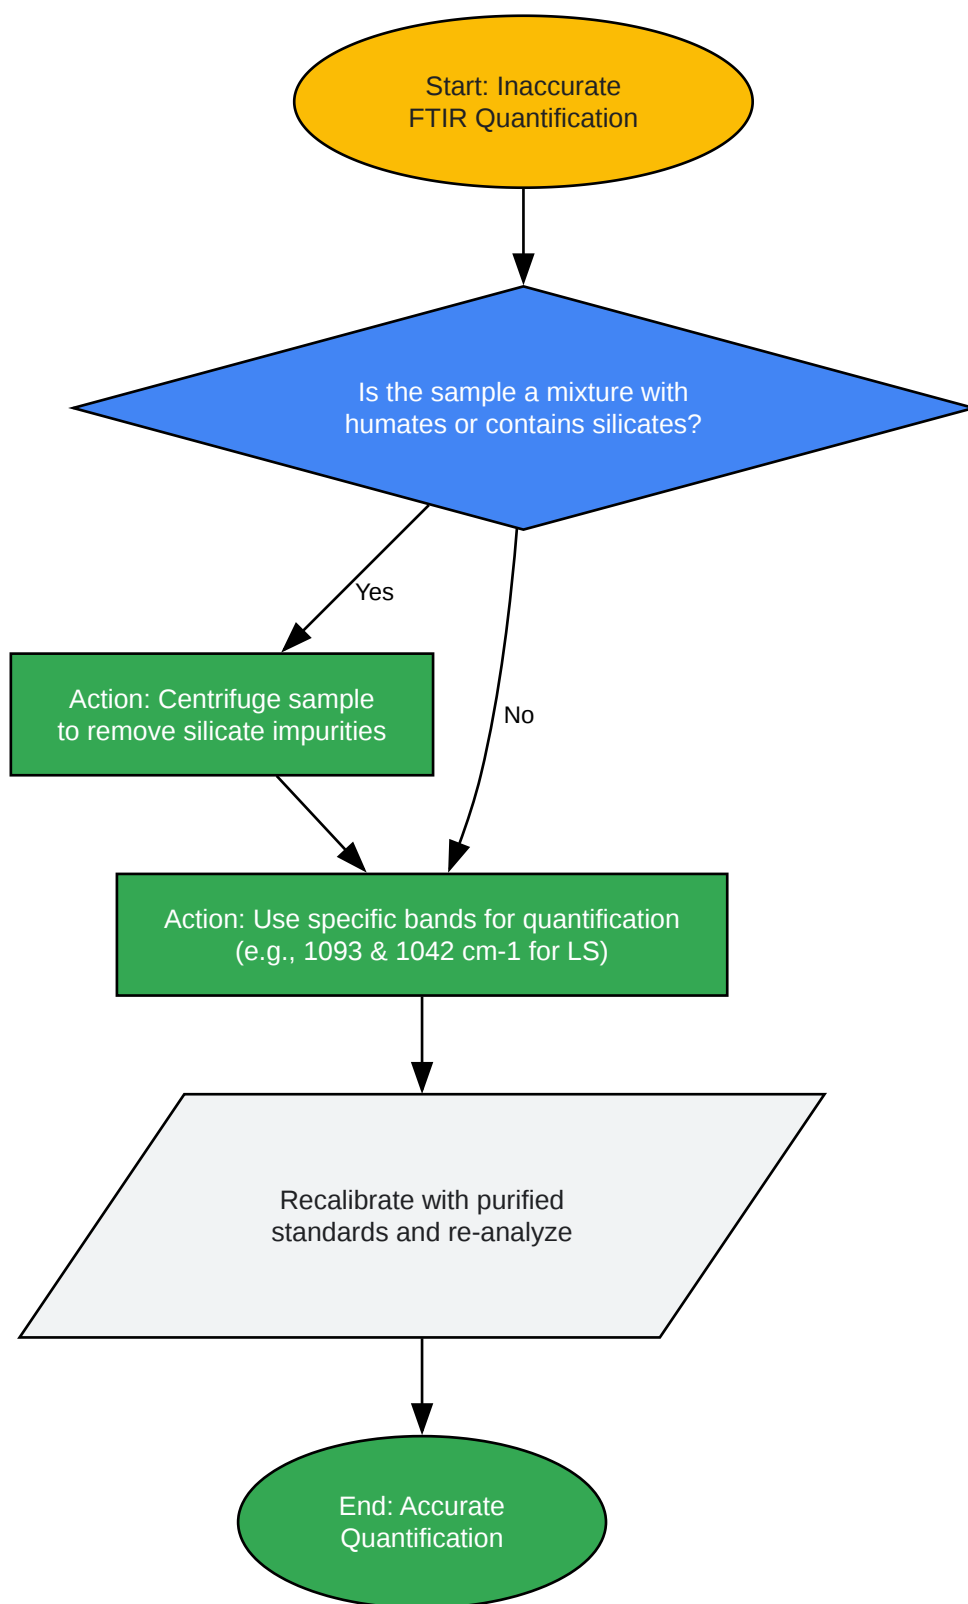 Start: Inaccurate
FTIR Quantification
Is the sample a mixture with
humates or contains silicates?
Yes
Action: Centrifuge sample
to remove silicate impurities
No
Action: Use specific bands for quantification
(e.g., 1093 & 1042 cm-1 for LS)
Recalibrate with purified
standards and re-analyze
End: Accurate
Quantification